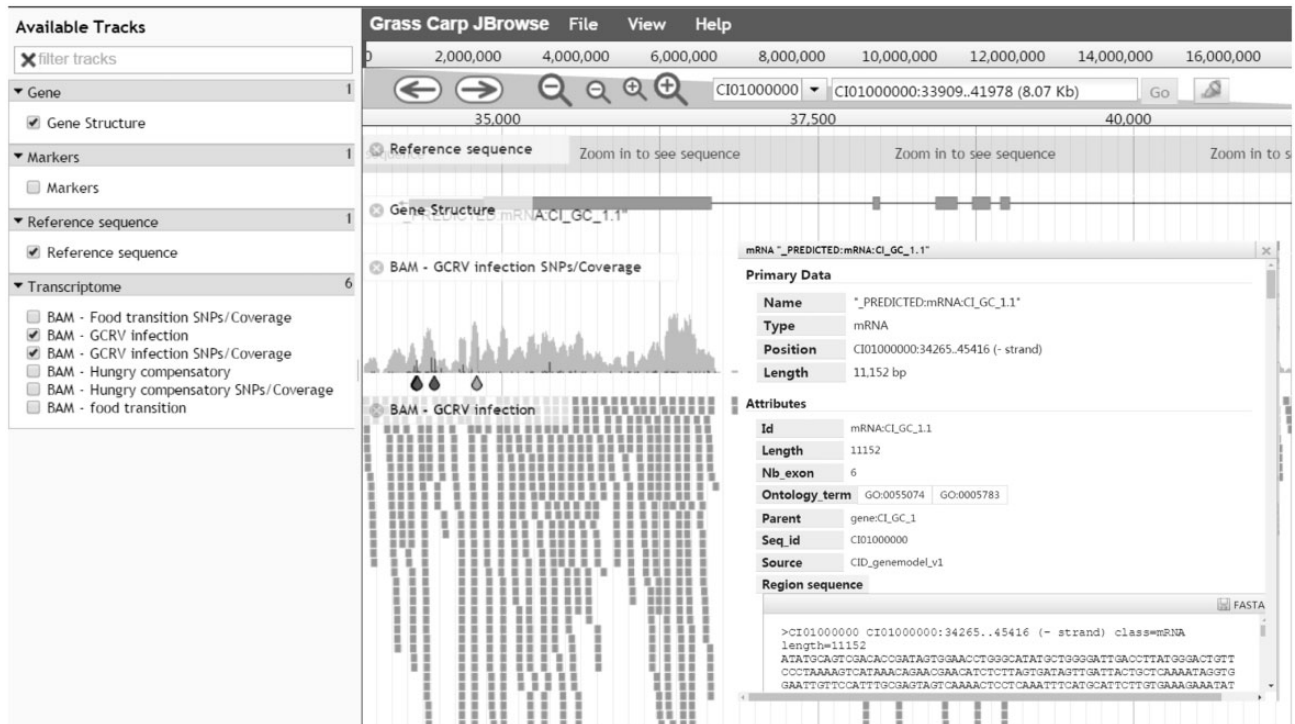 Available Tracks
filter tracks
Gene 1
Gene Structure
Markers 1
Markers
Reference sequence 1
Reference sequence
Transcriptome 6
BAM - Food transition SNPs/Coverage
BAM - GCRV infection
BAM - GCRV infection SNPs/Coverage
BAM - Hungry compensatory
BAM - Hungry compensatory SNPs/Coverage
BAM - food transition
Grass Carp JBrowse File View Help
0 2,000,000 4,000,000 6,000,000 8,000,000 10,000,000 12,000,000 14,000,000 16,000,000
CI01000000 CI01000000:33909..41978 (8.07 Kb) Go
35,000 37,500 40,000
Reference sequence Zoom in to see sequence Zoom in to see sequence Zoom in to s
Gene Structure
"_PREDICTED:mRNA:CI_GC_1.1"
BAM - GCRV infection SNPs/Coverage
BAM - GCRV infection
mRNA "_PREDICTED:mRNA:CI_GC_1.1"
Primary Data
Name "_PREDICTED:mRNA:CI_GC_1.1"
Type mRNA
Position CI01000000:34265..45416 (- strand)
Length 11,152 bp
Attributes
Id mRNA:CI_GC_1.1
Length 11152
Nb_exon 6
Ontology_term GO:0055074 GO:0005783
Parent gene:CI_GC_1
Seq_id CI01000000
Source CID_genemodel_v1
Region sequence
FASTA
>CI01000000 CI01000000:34265..45416 (- strand) class=mRNA
length=11152
ATATGCAGTCGACACCGATAGTGGAACCTGGGCATATGCTGGGGATTGACCTTATGGGACTGTT
CCCTAAAAGTCATAAACAGAACGAACATCTCTTAGTGATAGTTGATTACTGCTCAAAATAGGTG
GAATTGTTCCATTTGCGAGTAGTCAAAACTCCTCAAATTTCATGCATTCTTGTGAAAGAAATAT